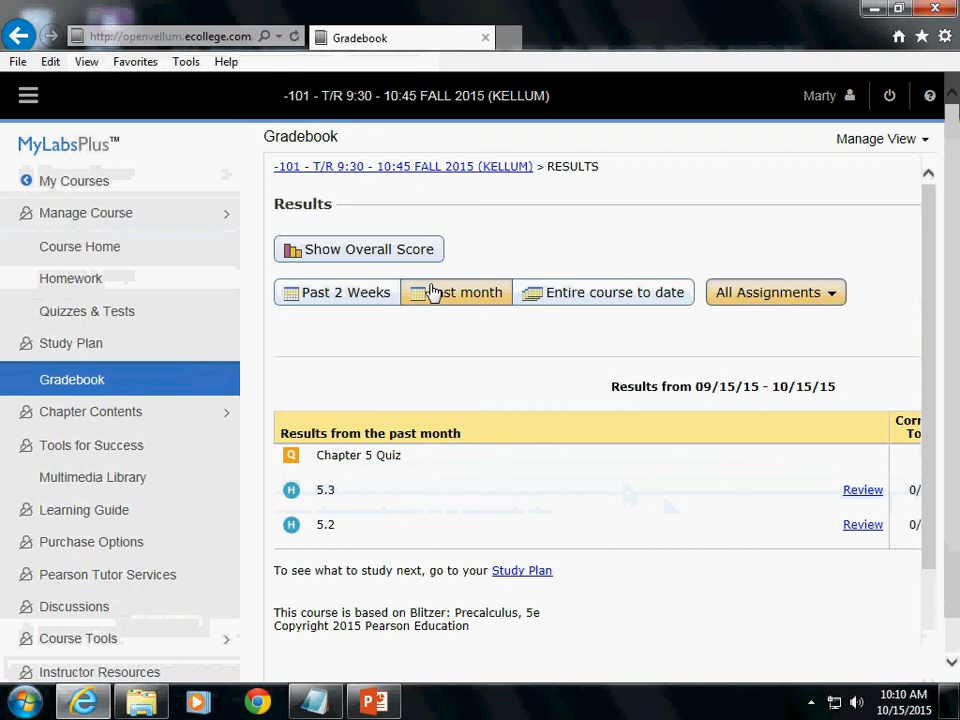 http://openvellum.ecollege.com
Gradebook
File Edit View Favorites Tools Help
-101 - T/R 9:30 - 10:45 FALL 2015 (KELLUM)
Marty
MyLabsPlus™
My Courses
Manage Course
Course Home
Homework
Quizzes & Tests
Study Plan
Gradebook
Chapter Contents
Tools for Success
Multimedia Library
Learning Guide
Purchase Options
Pearson Tutor Services
Discussions
Course Tools
Instructor Resources
Gradebook
Manage View
-101 - T/R 9:30 - 10:45 FALL 2015 (KELLUM) > RESULTS
Results
Show Overall Score
Past 2 Weeks
ast month
Entire course to date
All Assignments
Results from 09/15/15 - 10/15/15
Results from the past month
Corr
To
Q Chapter 5 Quiz
H 5.3 Review 0/
H 5.2 Review 0/
To see what to study next, go to your Study Plan
This course is based on Blitzer: Precalculus, 5e
Copyright 2015 Pearson Education
10:10 AM
10/15/2015